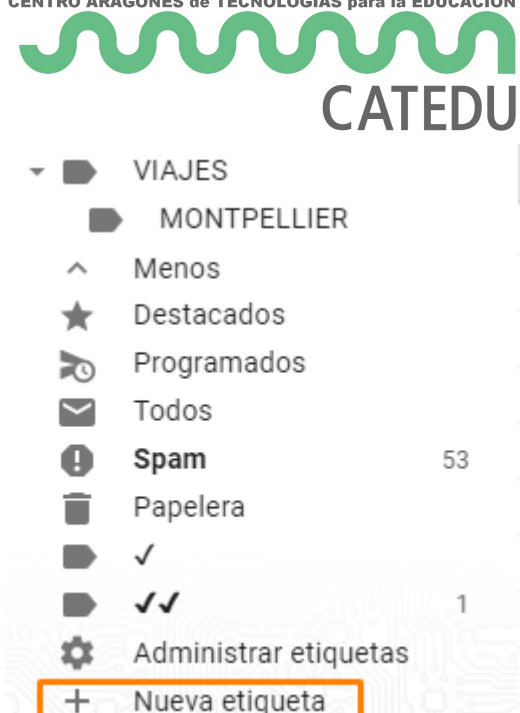 CENTRO ARAGONÉS de TECNOLOGÍAS para la EDUCACIÓN
CATEDU
VIAJES
MONTPELLIER
Menos
Destacados
Programados
Todos
Spam 53
Papelera
✓
✓✓ 1
Administrar etiquetas
Nueva etiqueta